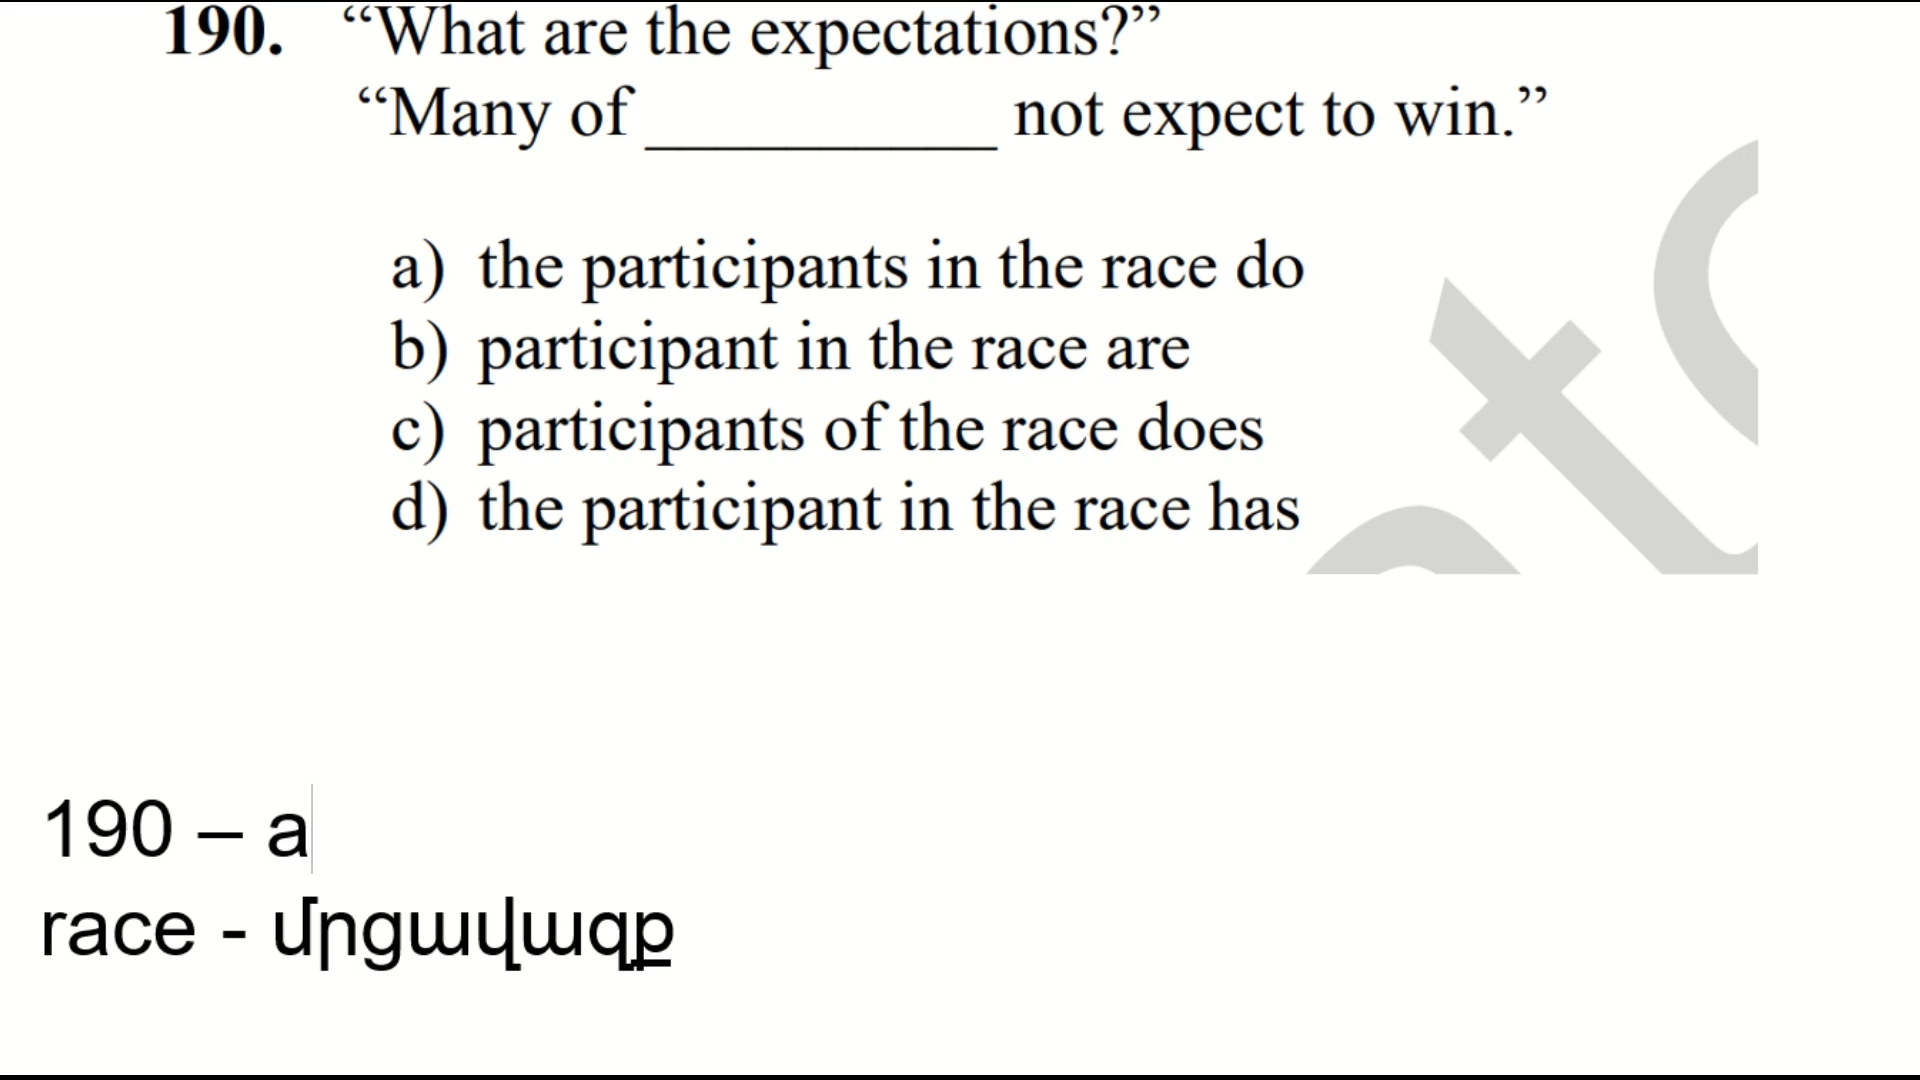 190. “What are the expectations?”
“Many of __________ not expect to win.”
a) the participants in the race do
b) participant in the race are
c) participants of the race does
d) the participant in the race has
190 – a
race - մրցավազք